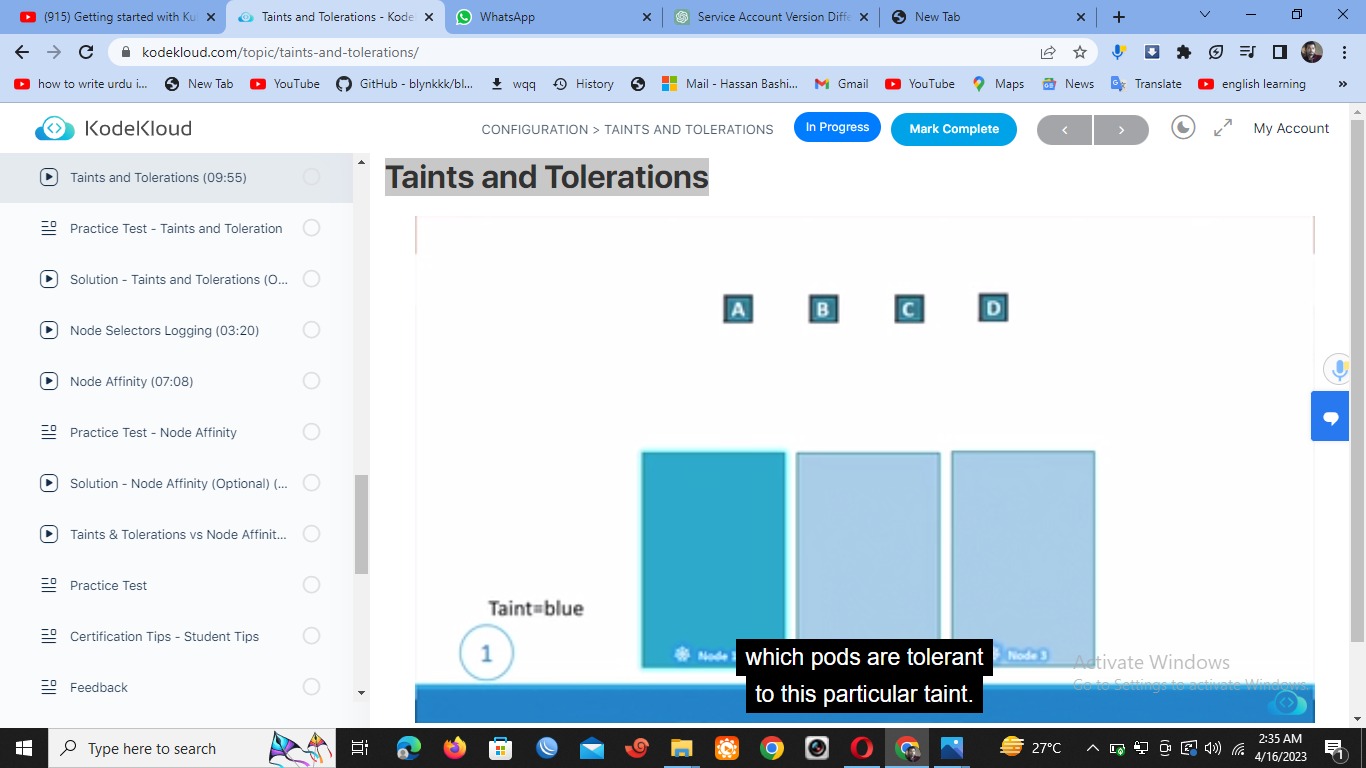 (915) Getting started with Ku
Taints and Tolerations - Kode
WhatsApp
Service Account Version Diffe
New Tab
kodekloud.com/topic/taints-and-tolerations/
how to write urdu i...
New Tab
YouTube
GitHub - blynkkk/bl...
wqq
History
Mail - Hassan Bashi...
Gmail
YouTube
Maps
News
Translate
english learning
»
KodeKloud
CONFIGURATION > TAINTS AND TOLERATIONS
In Progress
Mark Complete
<
>
My Account
Taints and Tolerations (09:55)
Practice Test - Taints and Toleration
Solution - Taints and Tolerations (O...
Node Selectors Logging (03:20)
Node Affinity (07:08)
Practice Test - Node Affinity
Solution - Node Affinity (Optional) (...
Taints & Tolerations vs Node Affinit...
Practice Test
Certification Tips - Student Tips
Feedback
Taints and Tolerations
A B C D
Taint=blue
1
Node
Node 3
which pods are tolerant
to this particular taint.
Activate Windows
Go to Settings to activate Windows.
Type here to search
27°C
2:35 AM
4/16/2023
1